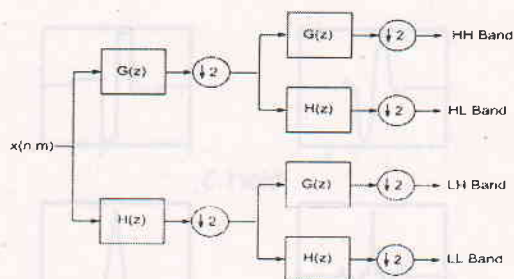 G(z)
↓ 2
HH Band
G(z)
↓ 2
H(z)
↓ 2
HL Band
x(n m)
G(z)
↓ 2
LH Band
H(z)
↓ 2
H(z)
↓ 2
LL Band